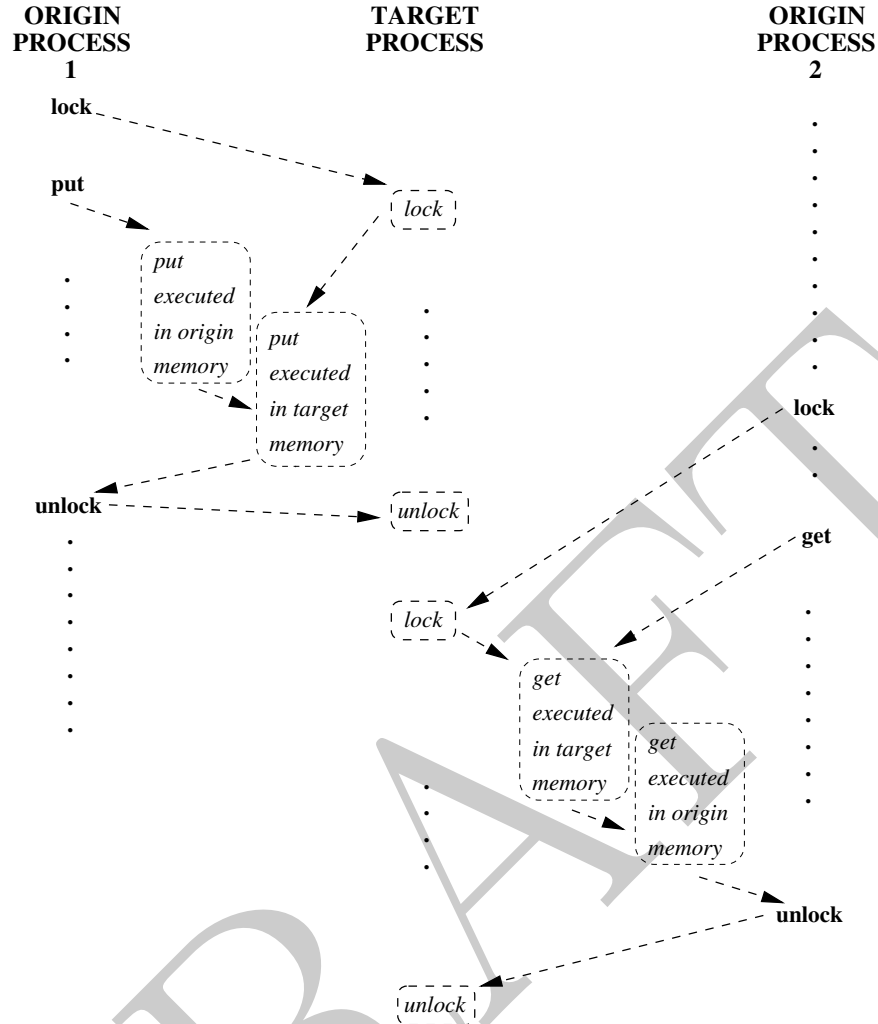 ORIGIN
PROCESS
1
TARGET
PROCESS
ORIGIN
PROCESS
2
lock
put
lock
put
executed
in origin
memory
put
executed
in target
memory
lock
unlock
unlock
get
lock
get
executed
in target
memory
get
executed
in origin
memory
unlock
unlock
DRAFT